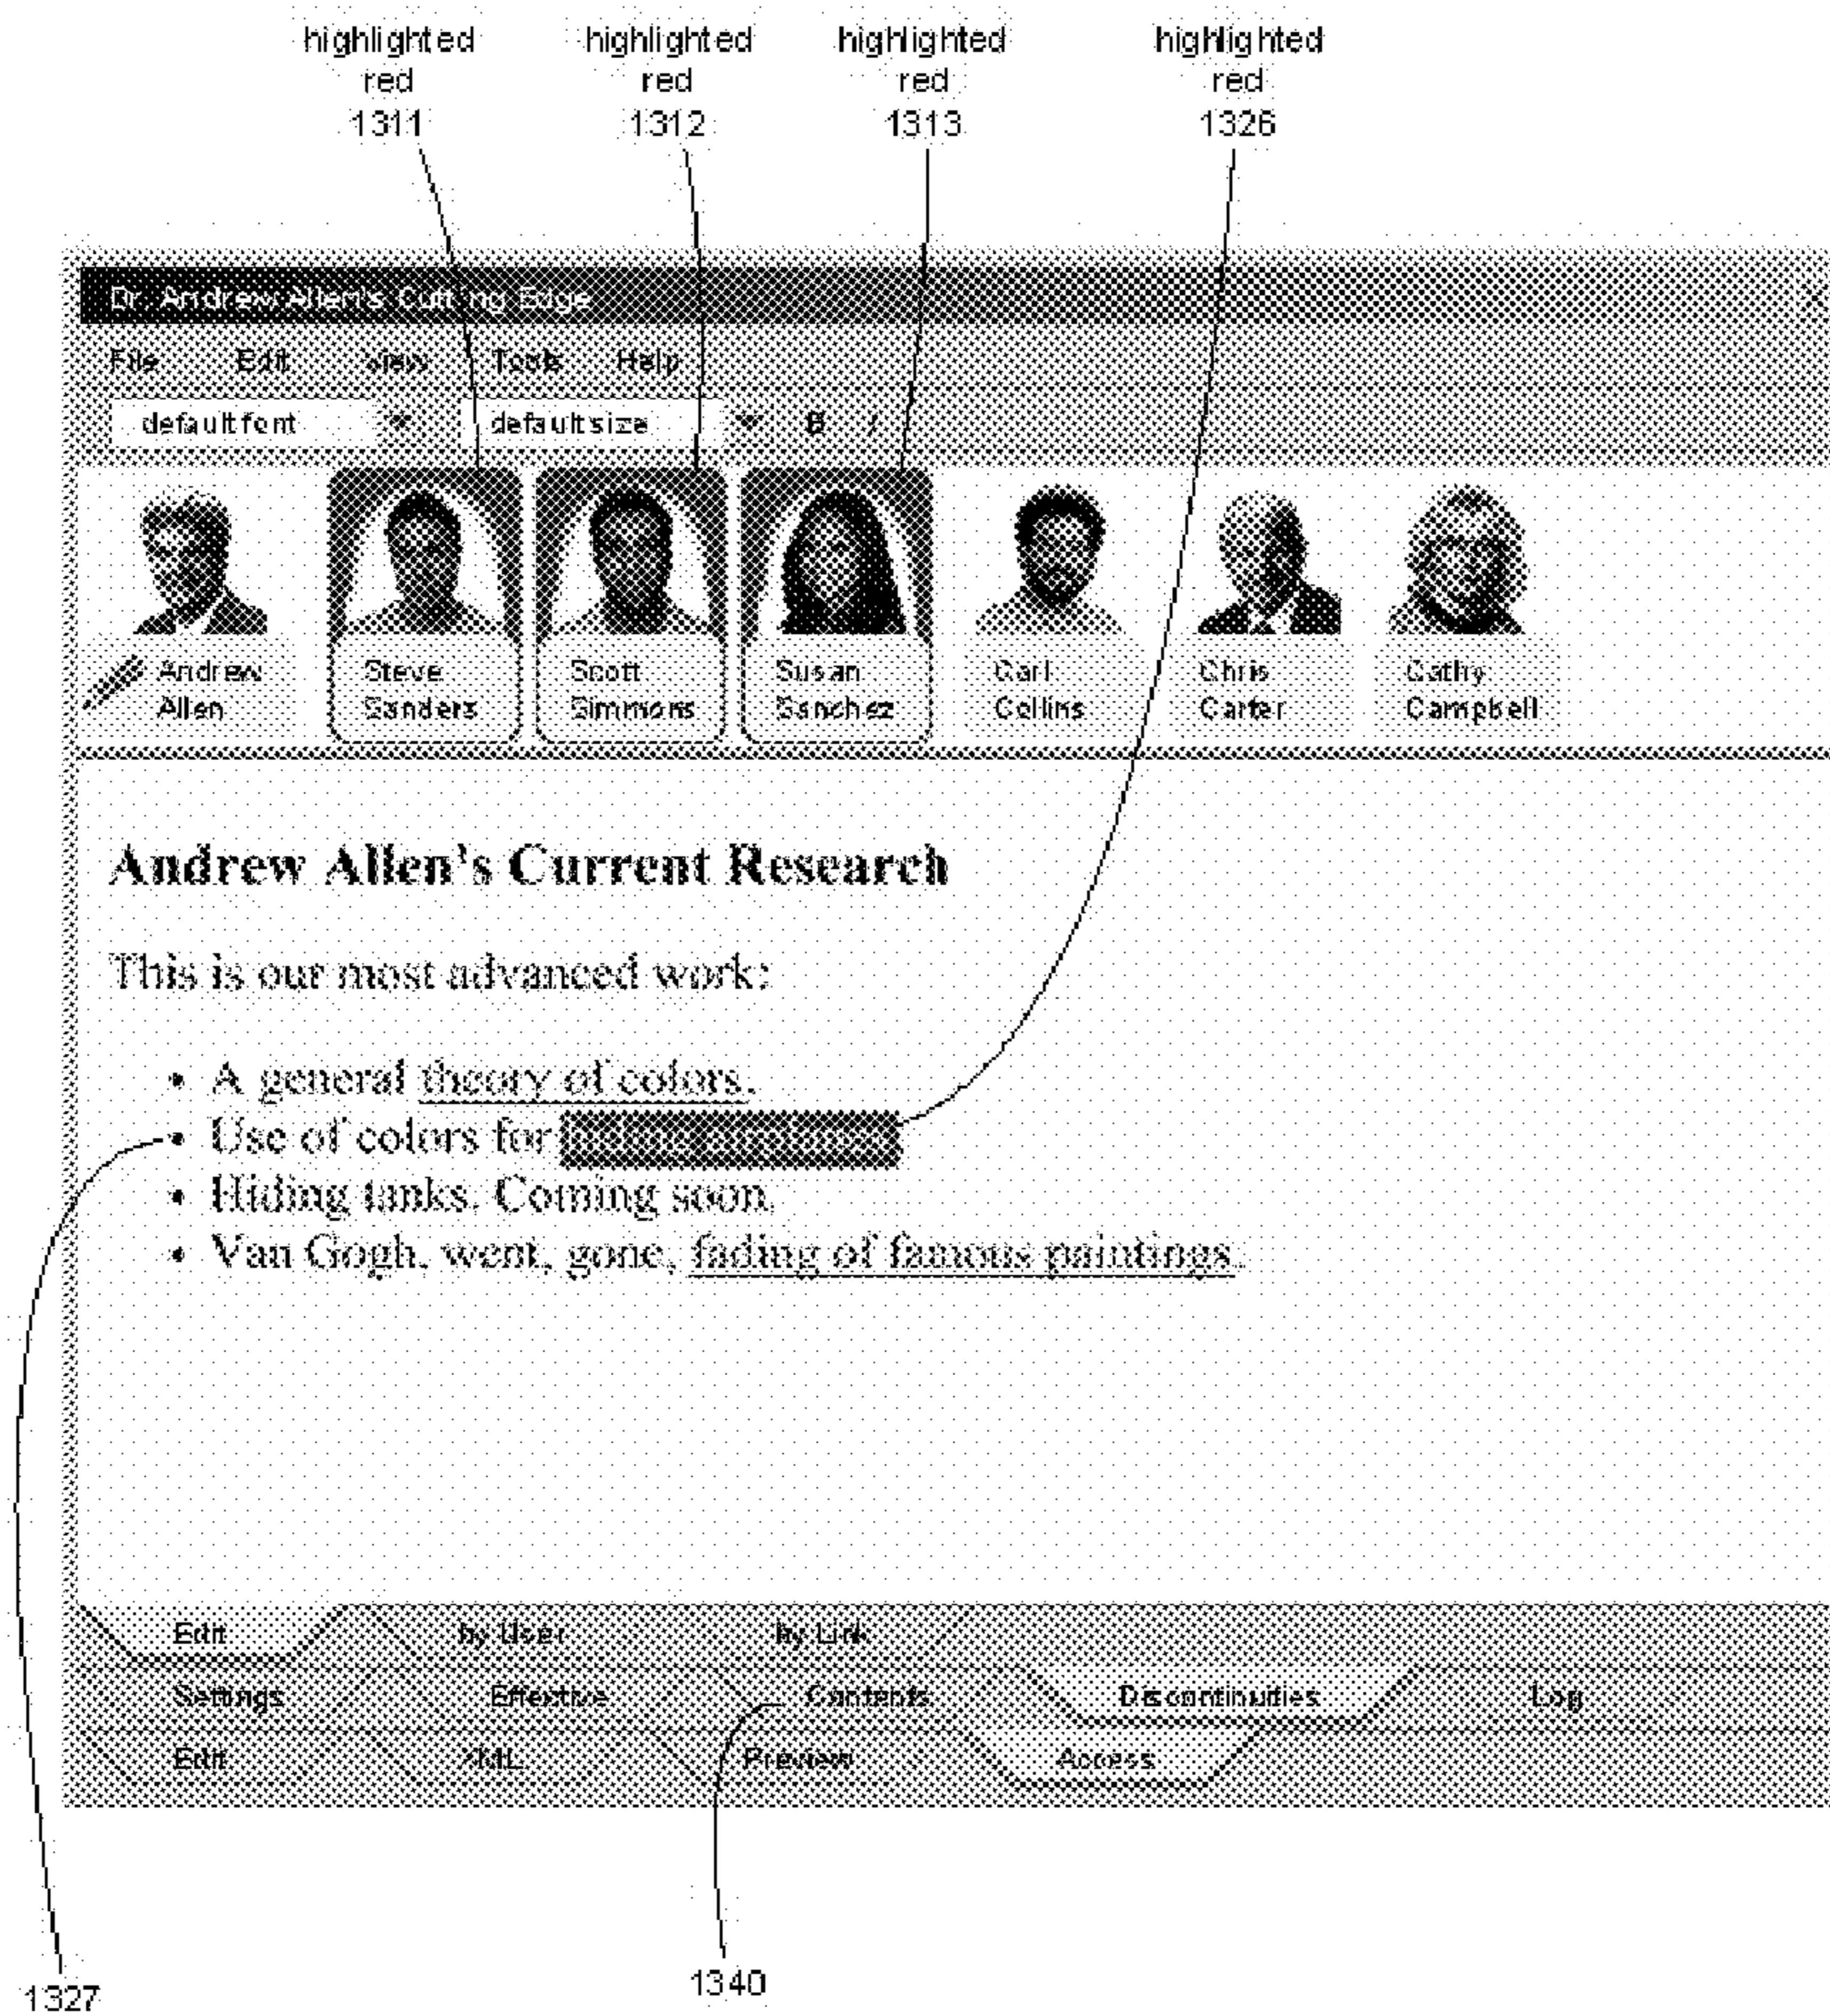 highlighted highlighted highlighted highlighted
red red red red
1311 1312 1313 1326
Dr. Andrew Allen's Cutting Edge
File Edit View Tools Help
default font default size B I
Andrew Steve Scott Susan Carl Chris Cathy
Allen Sanders Simmons Sanchez Collins Carter Campbell
Andrew Allen's Current Research
This is our most advanced work:
• A general theory of colors.
• Use of colors for
• Hiding tanks. Coming soon.
• Van Gogh, went, gone, fading of famous paintings.
Edit by User by Link
Settings Effective Contents Discontinuities Log
Edit XML Preview Access
1327 1340